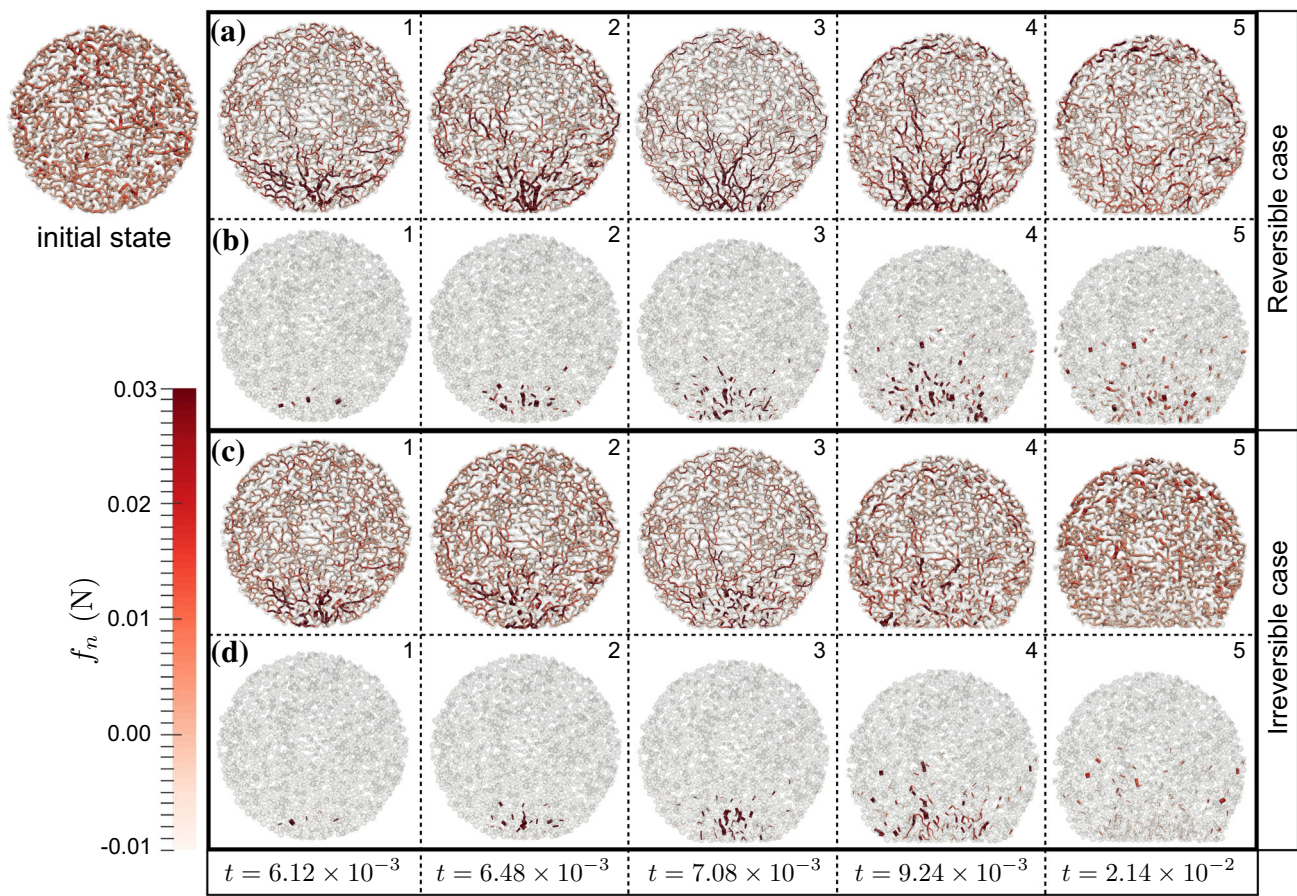 (a) 1 2 3 4 5
initial state
Reversible case
(b) 1 2 3 4 5
0.03
0.02
0.01
0.00
-0.01
f_n (N)
(c) 1 2 3 4 5
Irreversible case
(d) 1 2 3 4 5
t = 6.12 × 10⁻³ t = 6.48 × 10⁻³ t = 7.08 × 10⁻³ t = 9.24 × 10⁻³ t = 2.14 × 10⁻²